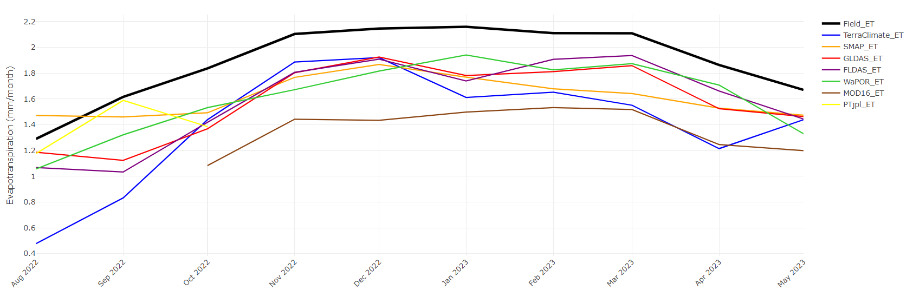 Evapotranspiration (mm/month)
2.2
2
1.8
1.6
1.4
1.2
1
0.8
0.6
0.4
Aug 2022
Sep 2022
Oct 2022
Nov 2022
Dec 2022
Jan 2023
Feb 2023
Mar 2023
Apr 2023
May 2023
Field_ET
TerraClimate_ET
SMAP_ET
GLDAS_ET
FLDAS_ET
WaPOR_ET
MOD16_ET
PTjpl_ET